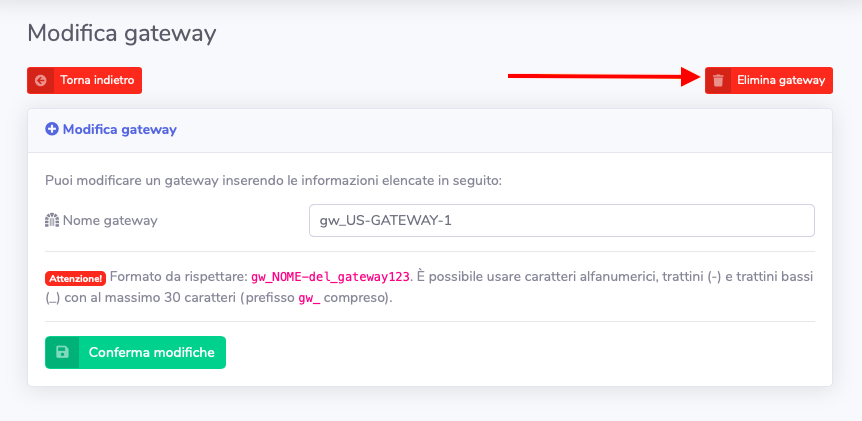 Modifica gateway
Torna indietro
Elimina gateway
Modifica gateway
Puoi modificare un gateway inserendo le informazioni elencate in seguito:
Nome gateway
gw_US-GATEWAY-1
Attenzione! Formato da rispettare: gw_NOME-del_gateway123. È possibile usare caratteri alfanumerici, trattini (-) e trattini bassi
(_) con al massimo 30 caratteri (prefisso gw_ compreso).
Conferma modifiche